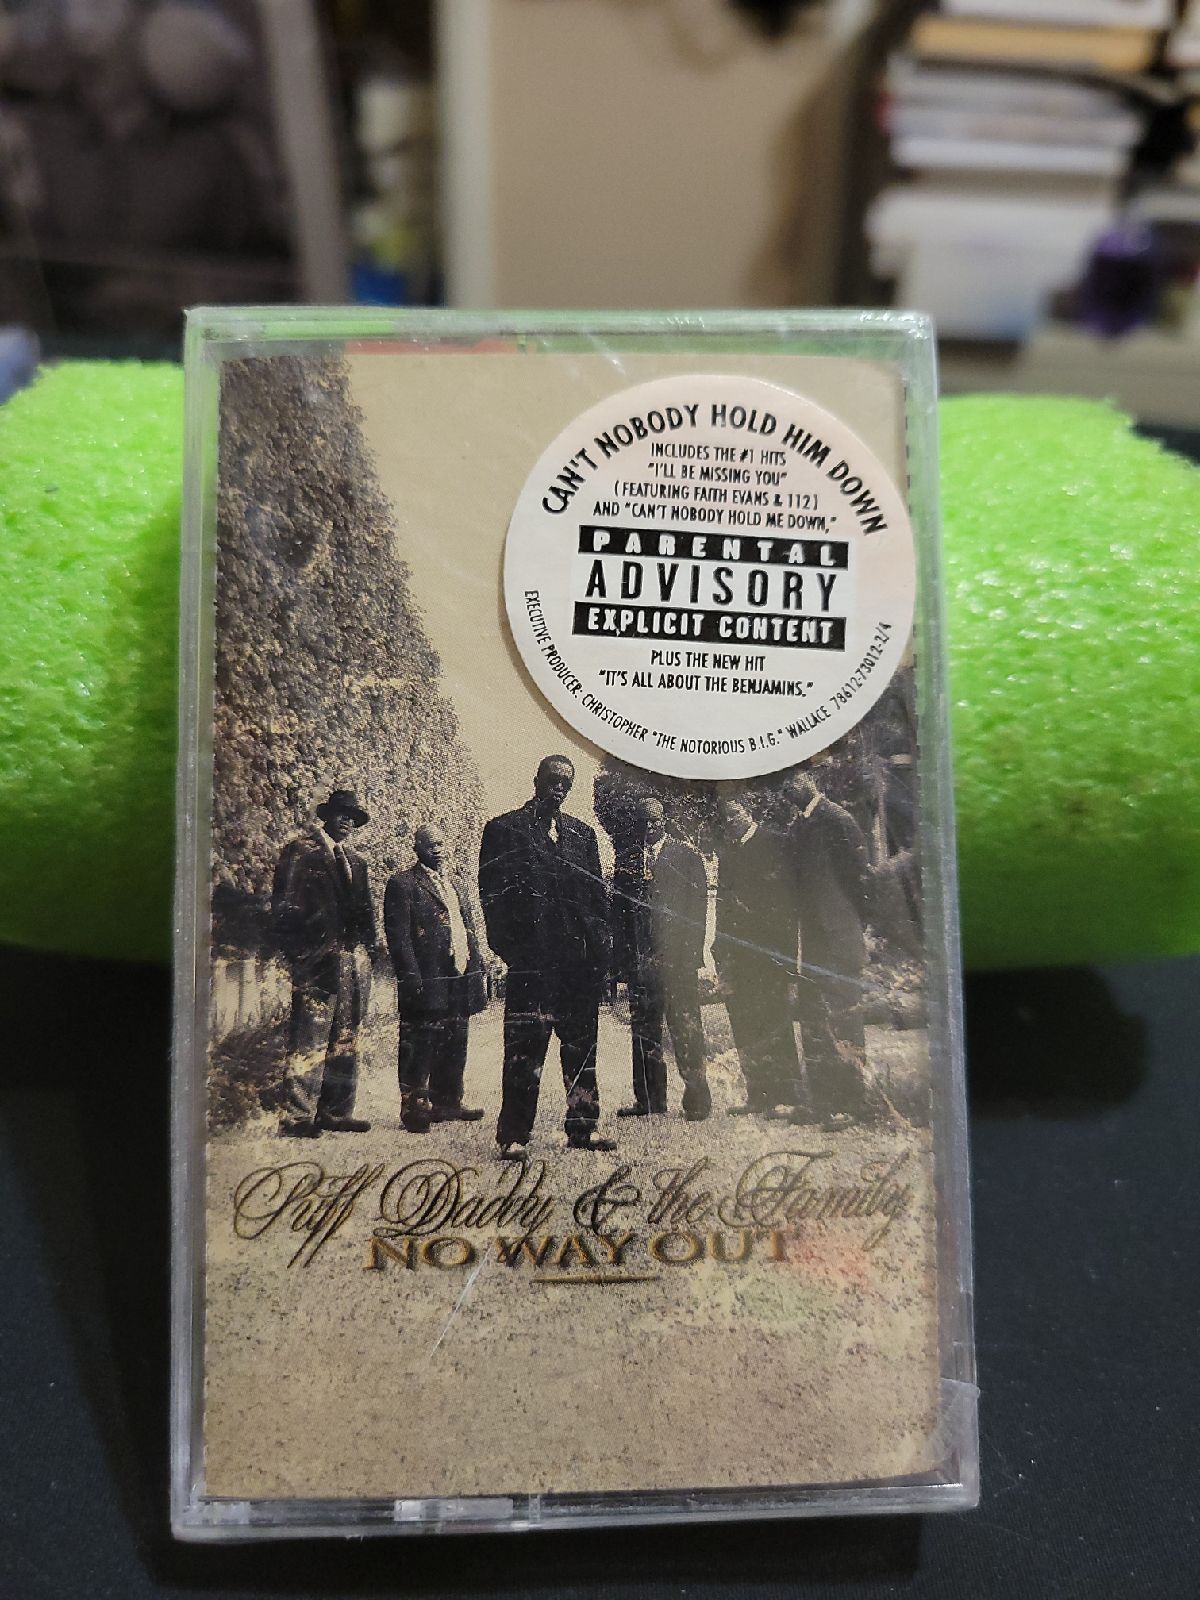 CAN'T NOBODY HOLD HIM DOWN
INCLUDES THE #1 HITS
"I'LL BE MISSING YOU"
(FEATURING FAITH EVANS & 112)
AND "CAN'T NOBODY HOLD ME DOWN,"
PARENTAL
ADVISORY
EXPLICIT CONTENT
PLUS THE NEW HIT
"IT'S ALL ABOUT THE BENJAMINS."
EXECUTIVE PRODUCER: CHRISTOPHER "THE NOTORIOUS B.I.G." WALLACE 78612-73012-2/4
Puff Daddy & the Family
NO WAY OUT